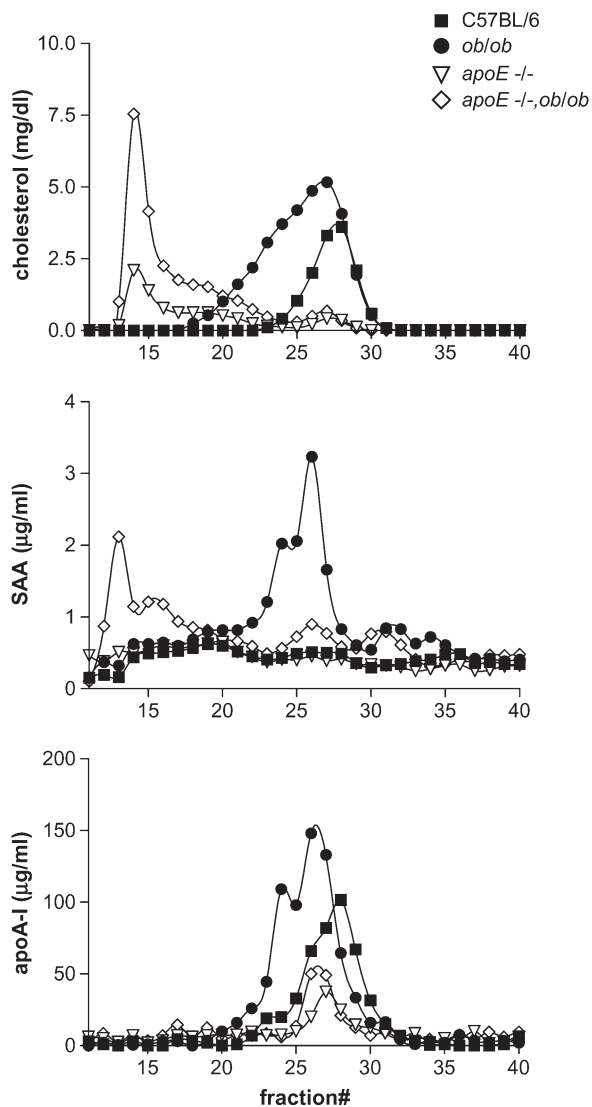 C57BL/6
ob/ob
apoE -/-
apoE -/-,ob/ob
cholesterol (mg/dl)
10.0
7.5
5.0
2.5
0.0
15 20 25 30 35 40
SAA (μg/ml)
4
3
2
1
0
15 20 25 30 35 40
apoA-I (μg/ml)
200
150
100
50
0
15 20 25 30 35 40
fraction#